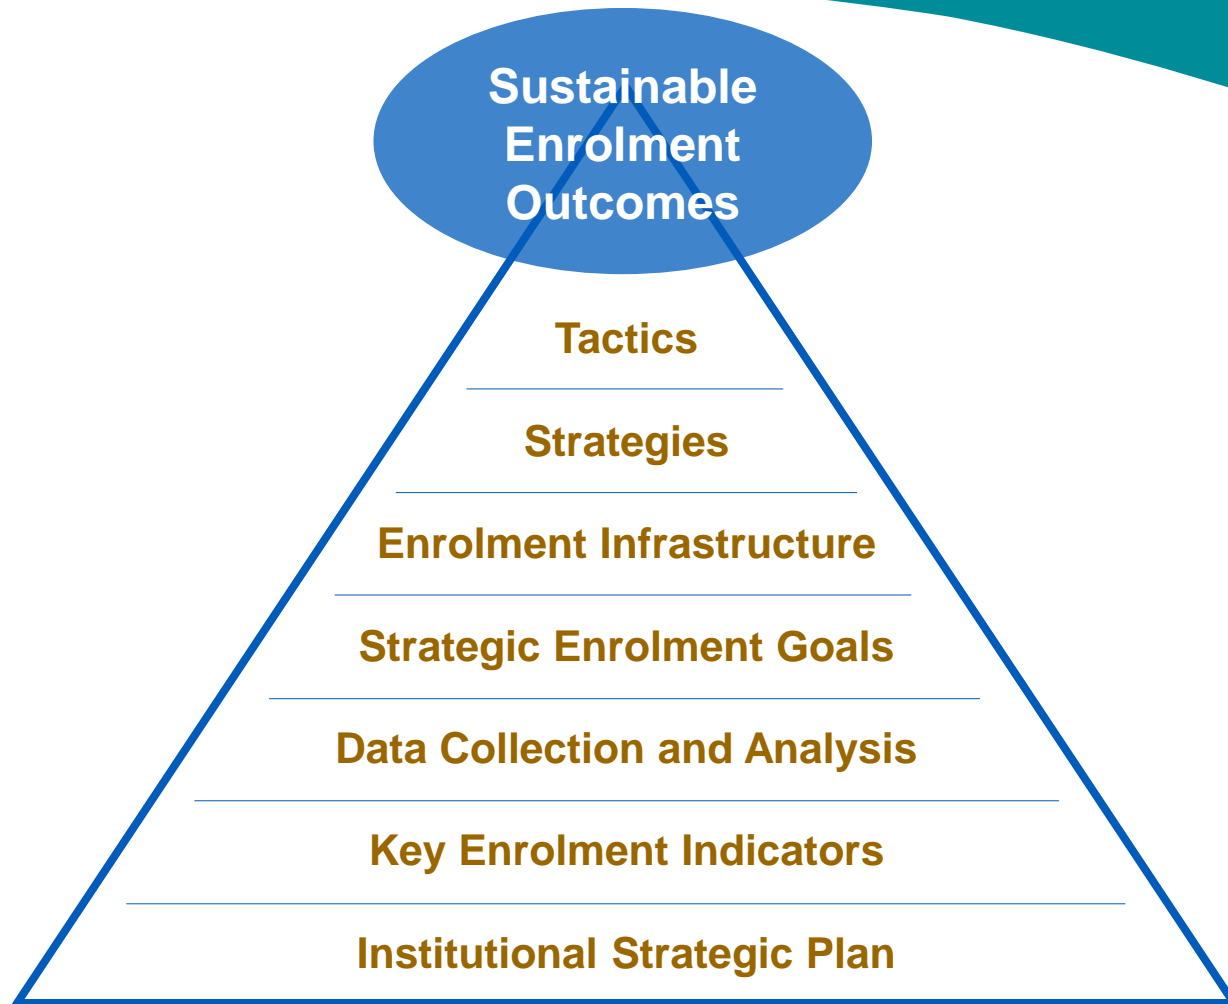 Sustainable
Enrolment
Outcomes
Tactics
Strategies
Enrolment Infrastructure
Strategic Enrolment Goals
Data Collection and Analysis
Key Enrolment Indicators
Institutional Strategic Plan